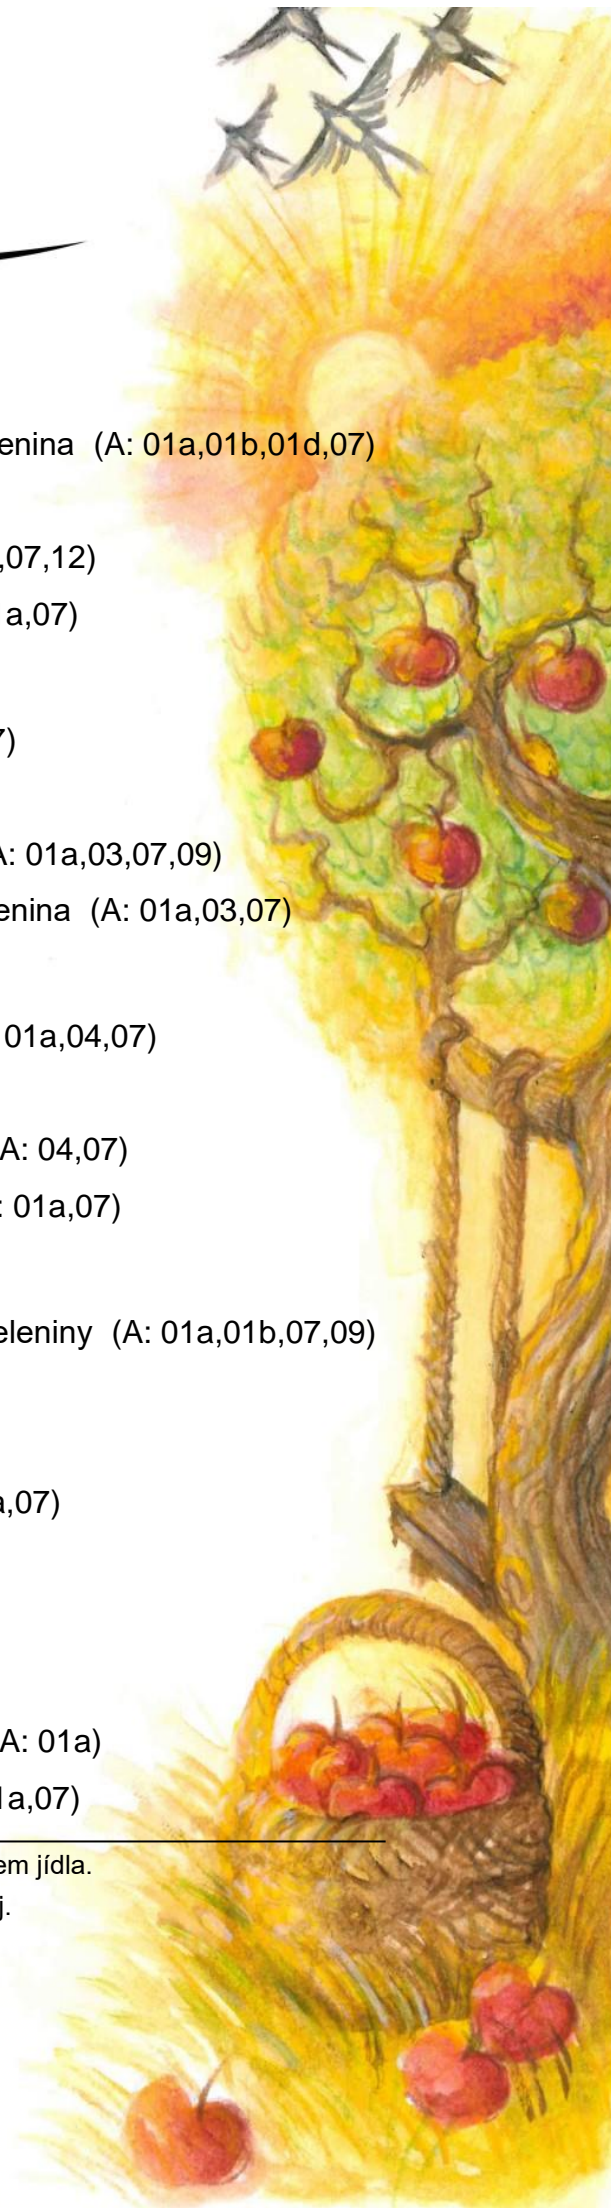 enina (A: 01a,01b,01d,07)
,07,12)
a,07)
7)
A: 01a,03,07,09)
enina (A: 01a,03,07)
01a,04,07)
A: 04,07)
: 01a,07)
eleniny (A: 01a,01b,07,09)
a,07)
A: 01a)
1a,07)
em jídla.
j.